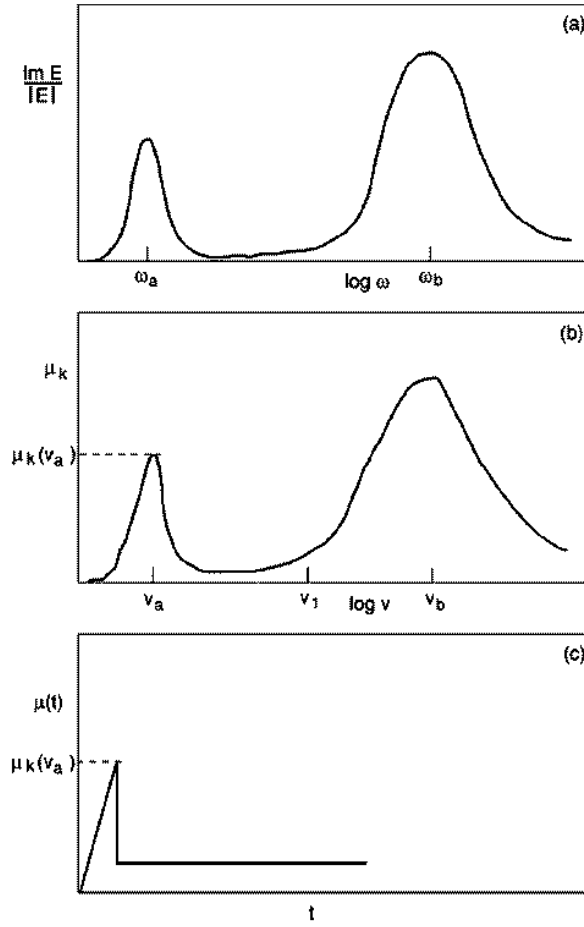 (a)
Im E
|E|
ωa
log ω
ωb
(b)
μk
μk(va)
va
v1
log v
vb
(c)
μ(t)
μk(va)
t